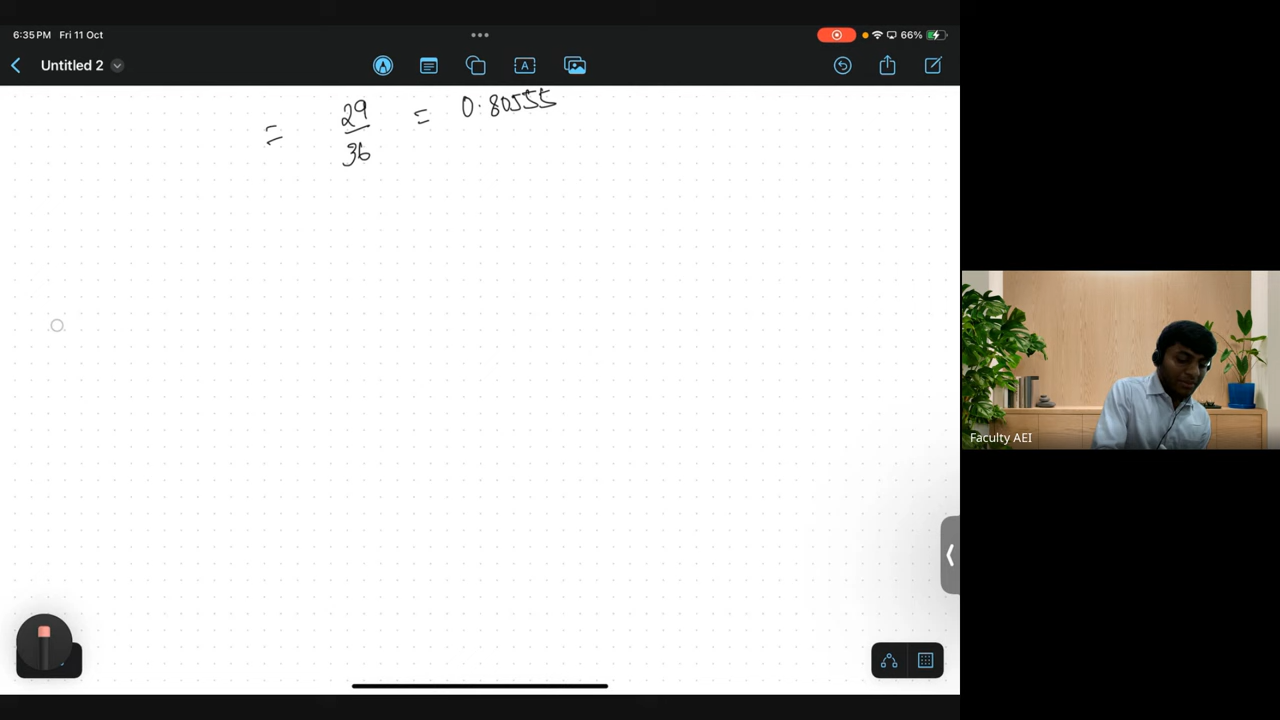 6:35 PM Fri 11 Oct
66%
Untitled 2
A
= 29/36 = 0.80555
Faculty AEI